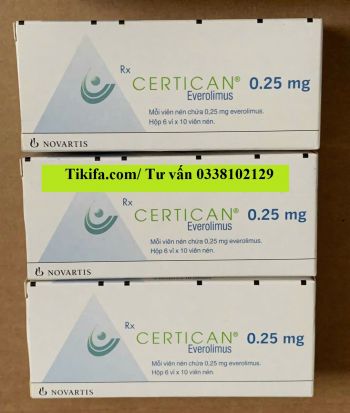 Rx
CERTICAN® 0.25 mg
Everolimus
Mỗi viên nén chứa 0,25 mg everolimus.
Hộp 6 vỉ x 10 viên nén.
NOVARTIS
Tikifa.com/ Tư vấn 0338102129
Rx
CERTICAN® 0.25 mg
Everolimus
Mỗi viên nén chứa 0,25 mg everolimus.
Hộp 6 vỉ x 10 viên nén.
NOVARTIS
Rx
CERTICAN® 0.25 mg
Everolimus
Mỗi viên nén chứa 0,25 mg everolimus.
Hộp 6 vỉ x 10 viên nén.
NOVARTIS